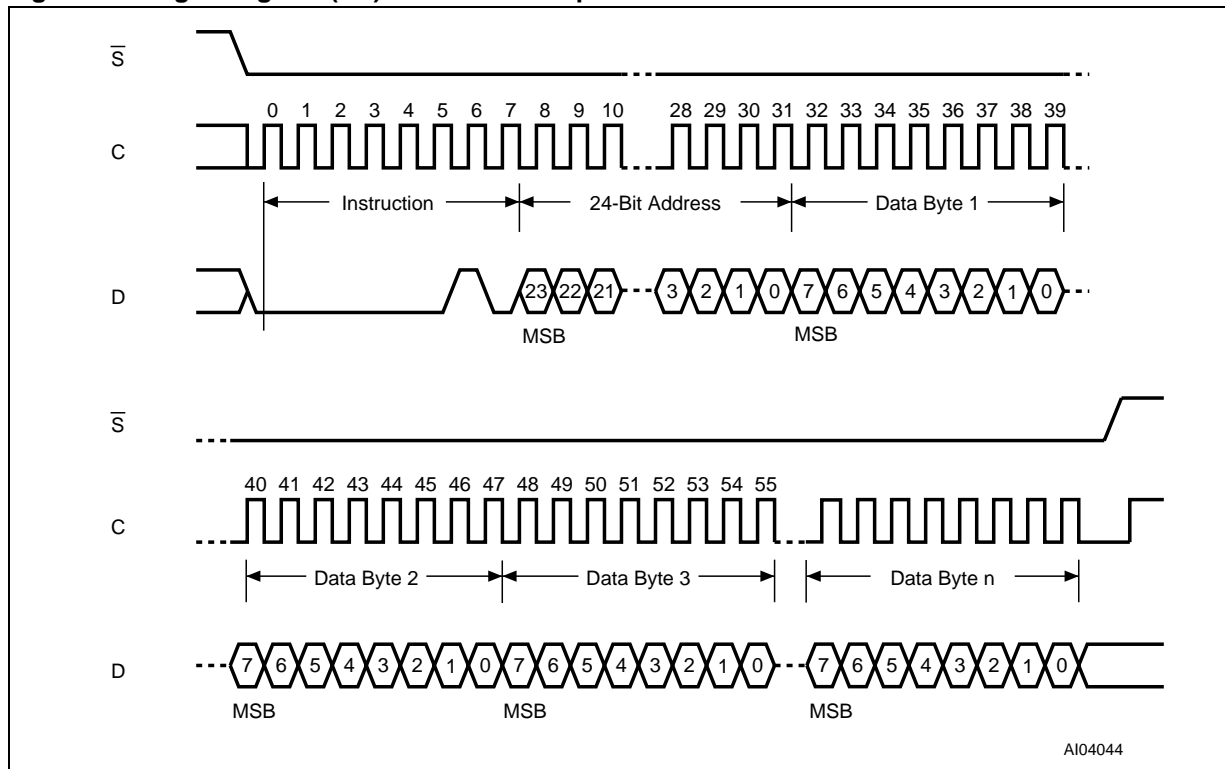 S̅
0 1 2 3 4 5 6 7 8 9 10 28 29 30 31 32 33 34 35 36 37 38 39
C
Instruction 24-Bit Address Data Byte 1
D 23 22 21 3 2 1 0 7 6 5 4 3 2 1 0
MSB MSB
S̅
40 41 42 43 44 45 46 47 48 49 50 51 52 53 54 55
C
Data Byte 2 Data Byte 3 Data Byte n
D 7 6 5 4 3 2 1 0 7 6 5 4 3 2 1 0 7 6 5 4 3 2 1 0
MSB MSB MSB
AI04044